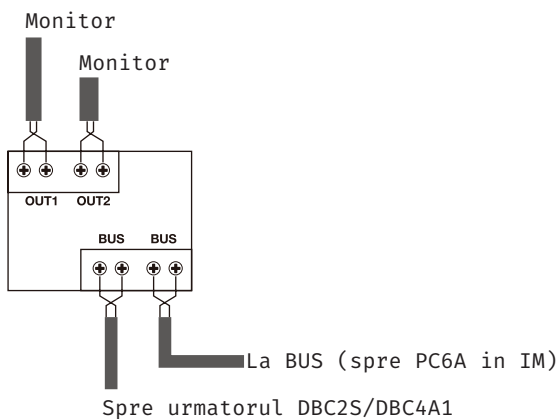 Monitor
Monitor
OUT1 OUT2
BUS BUS
La BUS (spre PC6A in IM)
Spre urmatorul DBC2S/DBC4A1